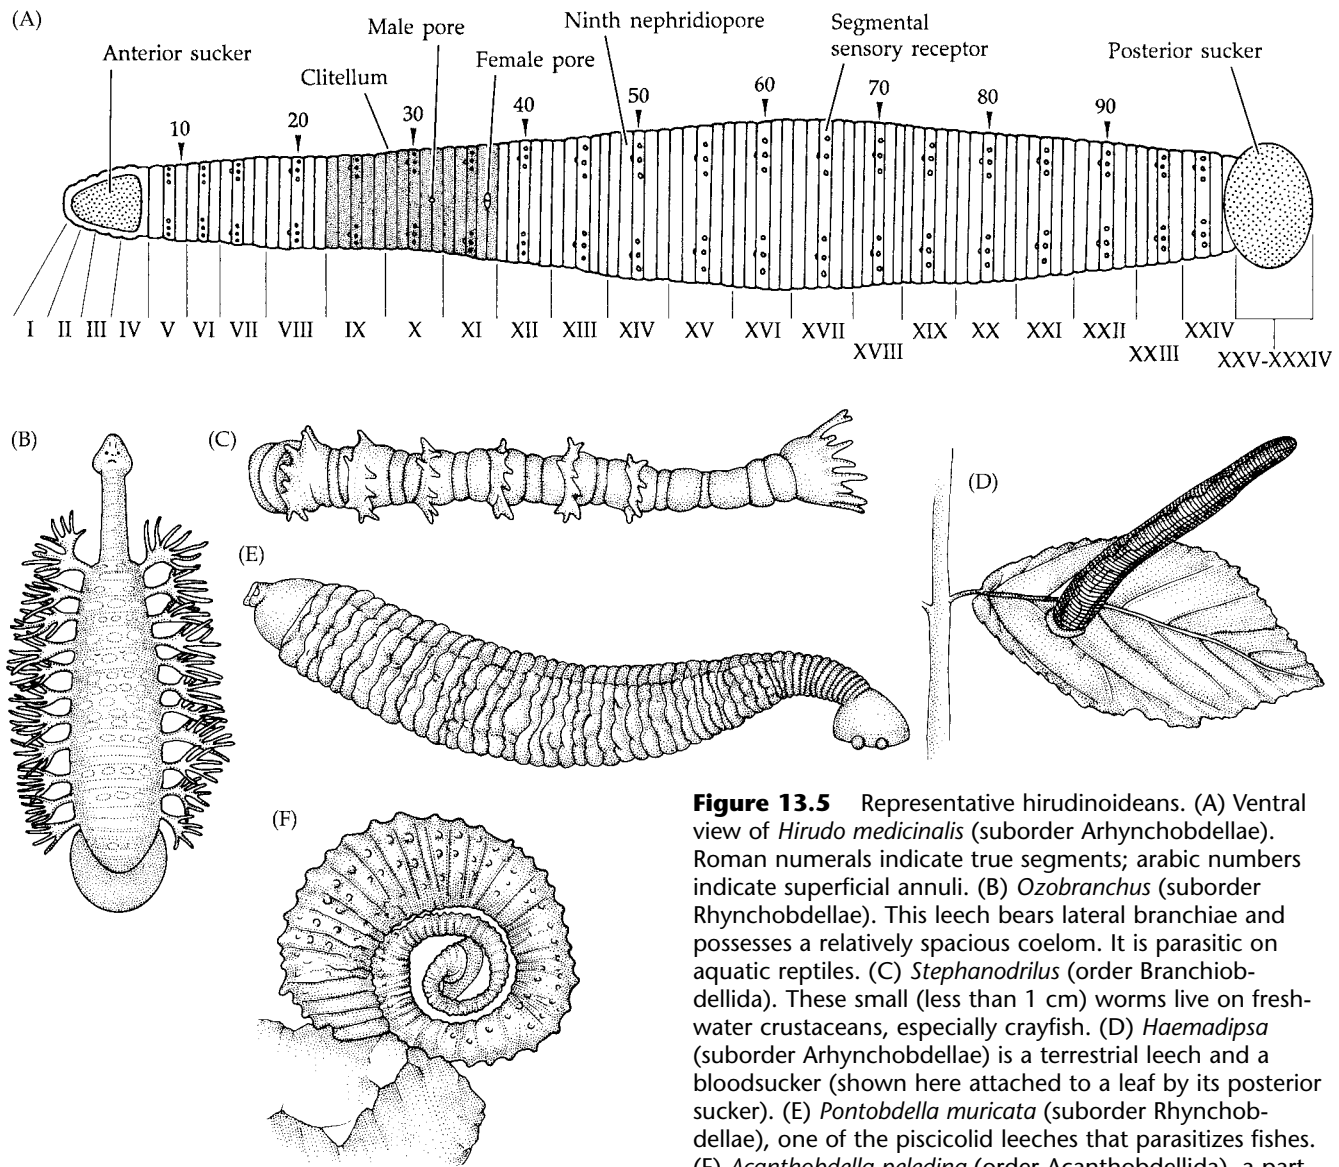 (A)
Anterior sucker
Clitellum
Male pore
Female pore
Ninth nephridiopore
Segmental
sensory receptor
Posterior sucker
10
20
30
40
50
60
70
80
90
I II III IV V VI VII VIII IX X XI XII XIII XIV XV XVI XVII XVIII XIX XX XXI XXII XXIII XXIV XXV-XXXIV
(B)
(C)
(D)
(E)
(F)
Figure 13.5 Representative hirudinoideans. (A) Ventral
view of Hirudo medicinalis (suborder Arhynchobdellae).
Roman numerals indicate true segments; arabic numbers
indicate superficial annuli. (B) Ozobranchus (suborder
Rhynchobdellae). This leech bears lateral branchiae and
possesses a relatively spacious coelom. It is parasitic on
aquatic reptiles. (C) Stephanodrilus (order Branchiob-
dellida). These small (less than 1 cm) worms live on fresh-
water crustaceans, especially crayfish. (D) Haemadipsa
(suborder Arhynchobdellae) is a terrestrial leech and a
bloodsucker (shown here attached to a leaf by its posterior
sucker). (E) Pontobdella muricata (suborder Rhynchob-
dellae), one of the piscicolid leeches that parasitizes fishes.
(F) Acanthobdella peledina (order Acanthobdellida), a part